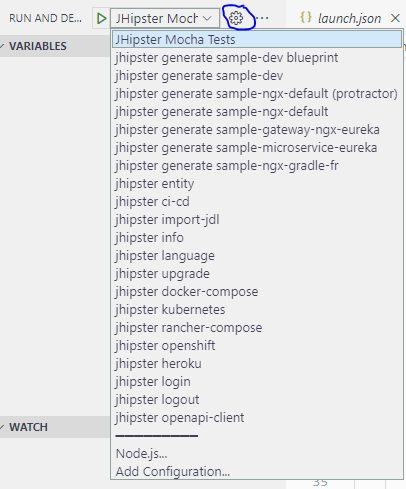 RUN AND DE... JHipster Moch ... {} launch.json
VARIABLES
JHipster Mocha Tests
jhipster generate sample-dev blueprint
jhipster generate sample-dev
jhipster generate sample-ngx-default (protractor)
jhipster generate sample-ngx-default
jhipster generate sample-gateway-ngx-eureka
jhipster generate sample-microservice-eureka
jhipster generate sample-ngx-gradle-fr
jhipster entity
jhipster ci-cd
jhipster import-jdl
jhipster info
jhipster language
jhipster upgrade
jhipster docker-compose
jhipster kubernetes
jhipster rancher-compose
jhipster openshift
jhipster heroku
jhipster login
jhipster logout
jhipster openapi-client
WATCH
Node.js...
Add Configuration...
35